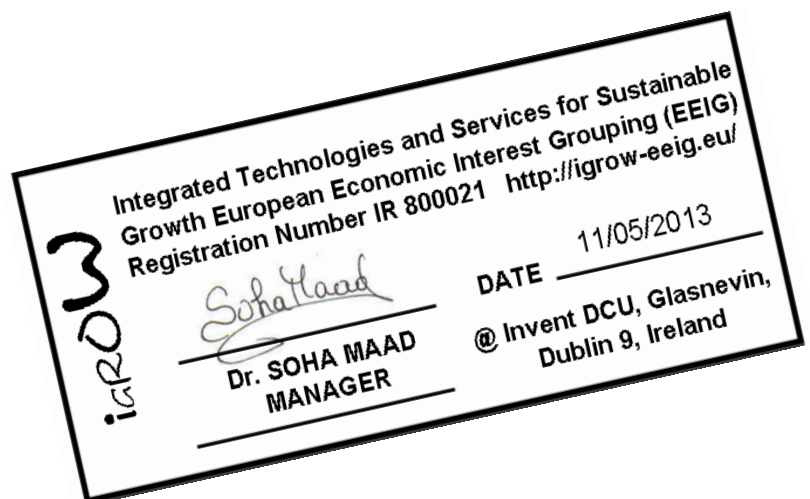 Integrated Technologies and Services for Sustainable
Growth European Economic Interest Grouping (EEIG)
Registration Number IR 800021 http://igrow-eeig.eu/
iGROW
Soha Maad
DATE 11/05/2013
Dr. SOHA MAAD
MANAGER
@ Invent DCU, Glasnevin,
Dublin 9, Ireland